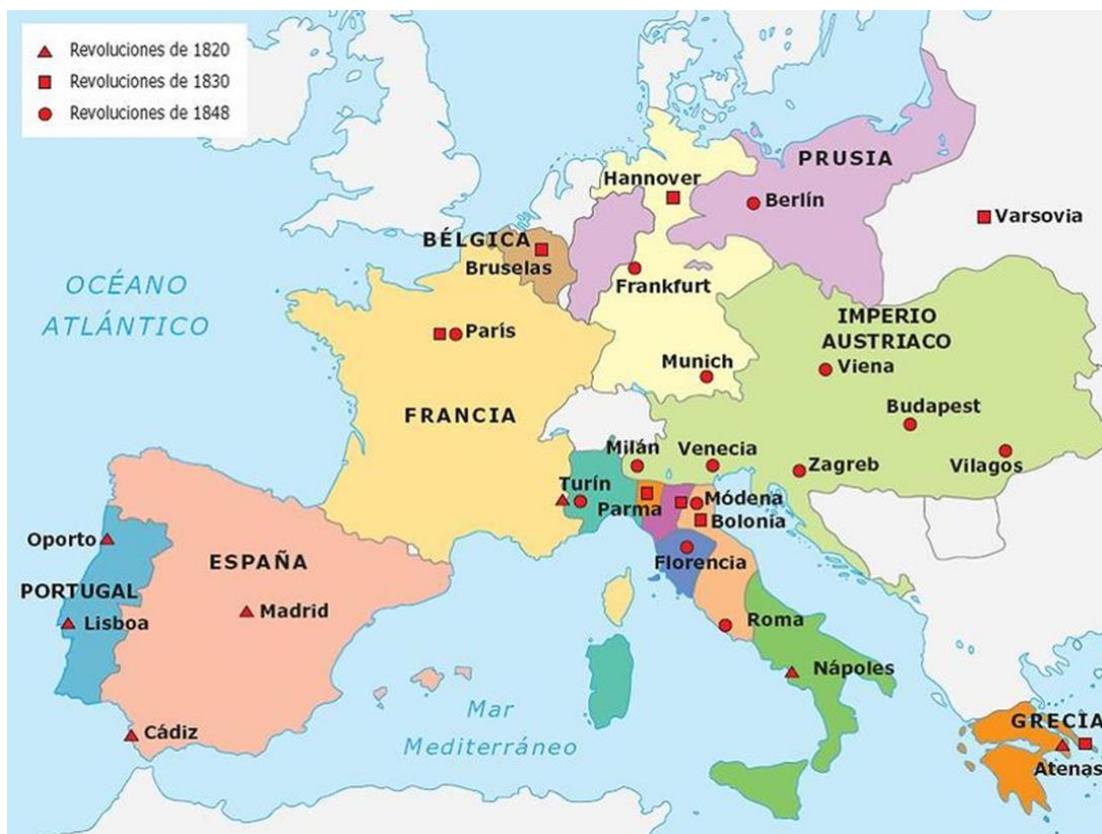 Revoluciones de 1820
Revoluciones de 1830
Revoluciones de 1848
PRUSIA
Hannover
Berlín
Varsovia
BÉLGICA
Bruselas
OCÉANO
ATLÁNTICO
Frankfurt
IMPERIO
AUSTRIACO
París
Munich
Viena
FRANCIA
Budapest
Milán
Venecia
Zagreb
Vilagos
Turín
Parma
Módena
Bolonía
Oporto
ESPAÑA
Florencia
PORTUGAL
Lisboa
Madrid
Roma
Nápoles
Mar
Mediterráneo
Cádiz
GRECIA
Atenas